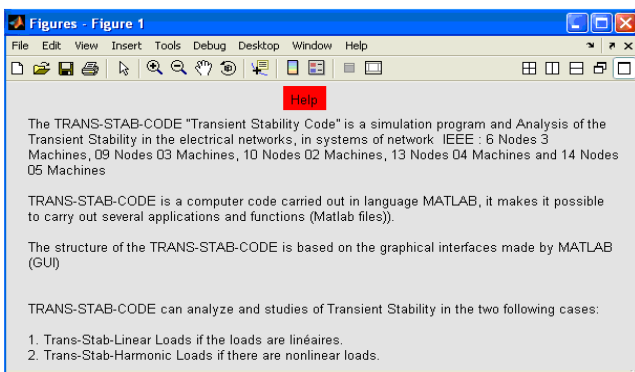 Figures - Figure 1
File Edit View Insert Tools Debug Desktop Window Help
Help
The TRANS-STAB-CODE "Transient Stability Code" is a simulation program and Analysis of the
Transient Stability in the electrical networks, in systems of network IEEE : 6 Nodes 3
Machines, 09 Nodes 03 Machines, 10 Nodes 02 Machines, 13 Nodes 04 Machines and 14 Nodes
05 Machines
TRANS-STAB-CODE is a computer code carried out in language MATLAB, it makes it possible
to carry out several applications and functions (Matlab files)).
The structure of the TRANS-STAB-CODE is based on the graphical interfaces made by MATLAB
(GUI)
TRANS-STAB-CODE can analyze and studies of Transient Stability in the two following cases:
1. Trans-Stab-Linear Loads if the loads are linéaires.
2. Trans-Stab-Harmonic Loads if there are nonlinear loads.